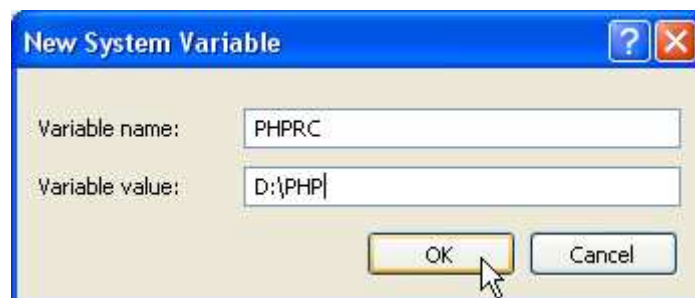 New System Variable
Variable name: PHPRC
Variable value: D:\PHP
OK Cancel